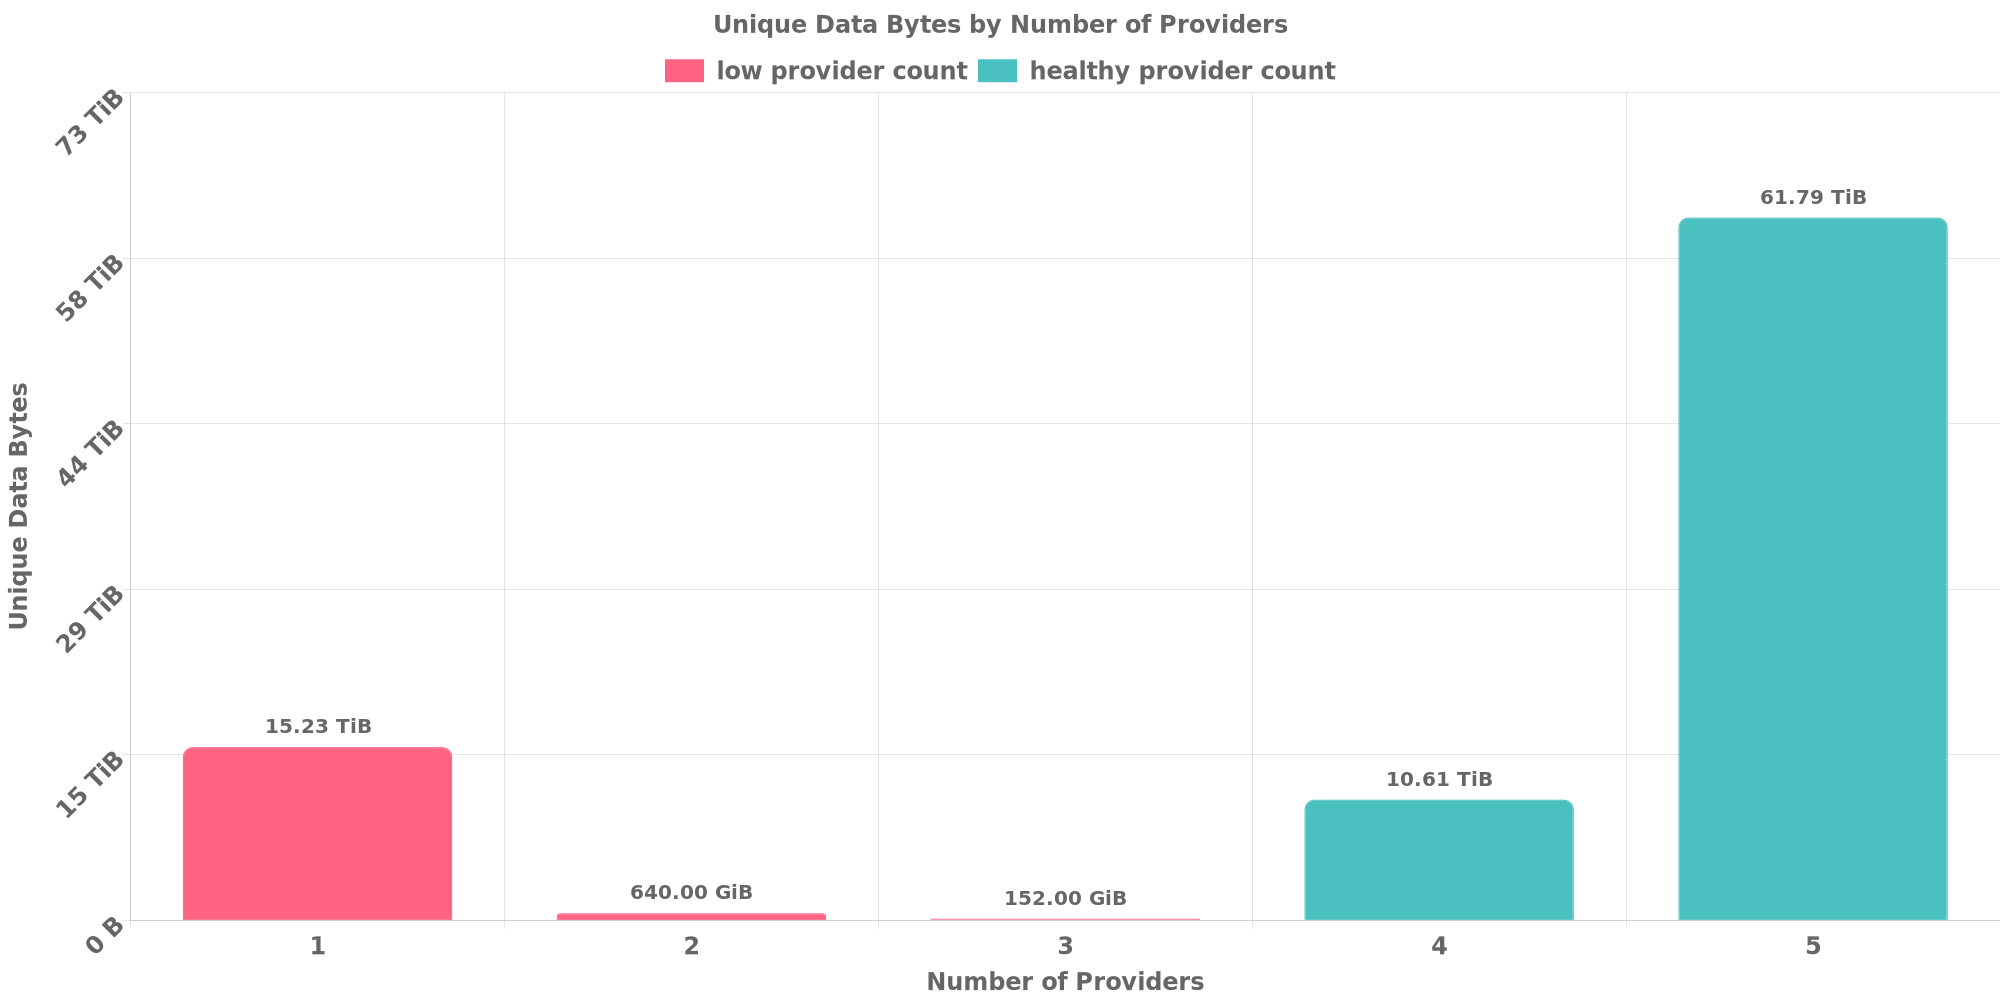 Unique Data Bytes by Number of Providers
low provider count healthy provider count
73 TiB
58 TiB
44 TiB
29 TiB
15 TiB
0 B
Unique Data Bytes
15.23 TiB
640.00 GiB
152.00 GiB
10.61 TiB
61.79 TiB
1 2 3 4 5
Number of Providers